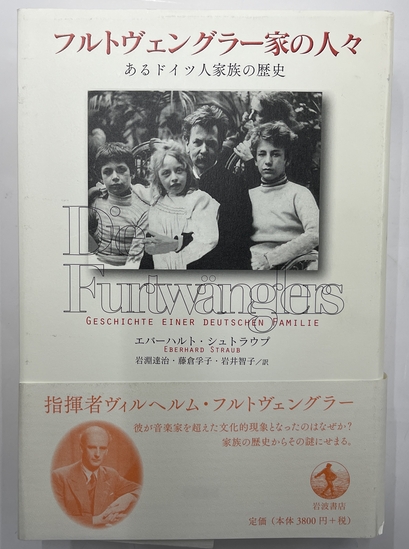 フルトヴェングラー家の人々
あるドイツ人家族の歴史
Die
Furtwänglers
GESCHICHTE EINER DEUTSCHEN FAMILIE
エバーハルト・シュトラウプ
EBERHARD STRAUB
岩淵達治・藤倉孚子・岩井智子/訳
指揮者ヴィルヘルム・フルトヴェングラー
彼が音楽家を超えた文化的現象となったのはなぜか?
家族の歴史からその謎にせまる。
岩波書店
定価(本体3800円+税)